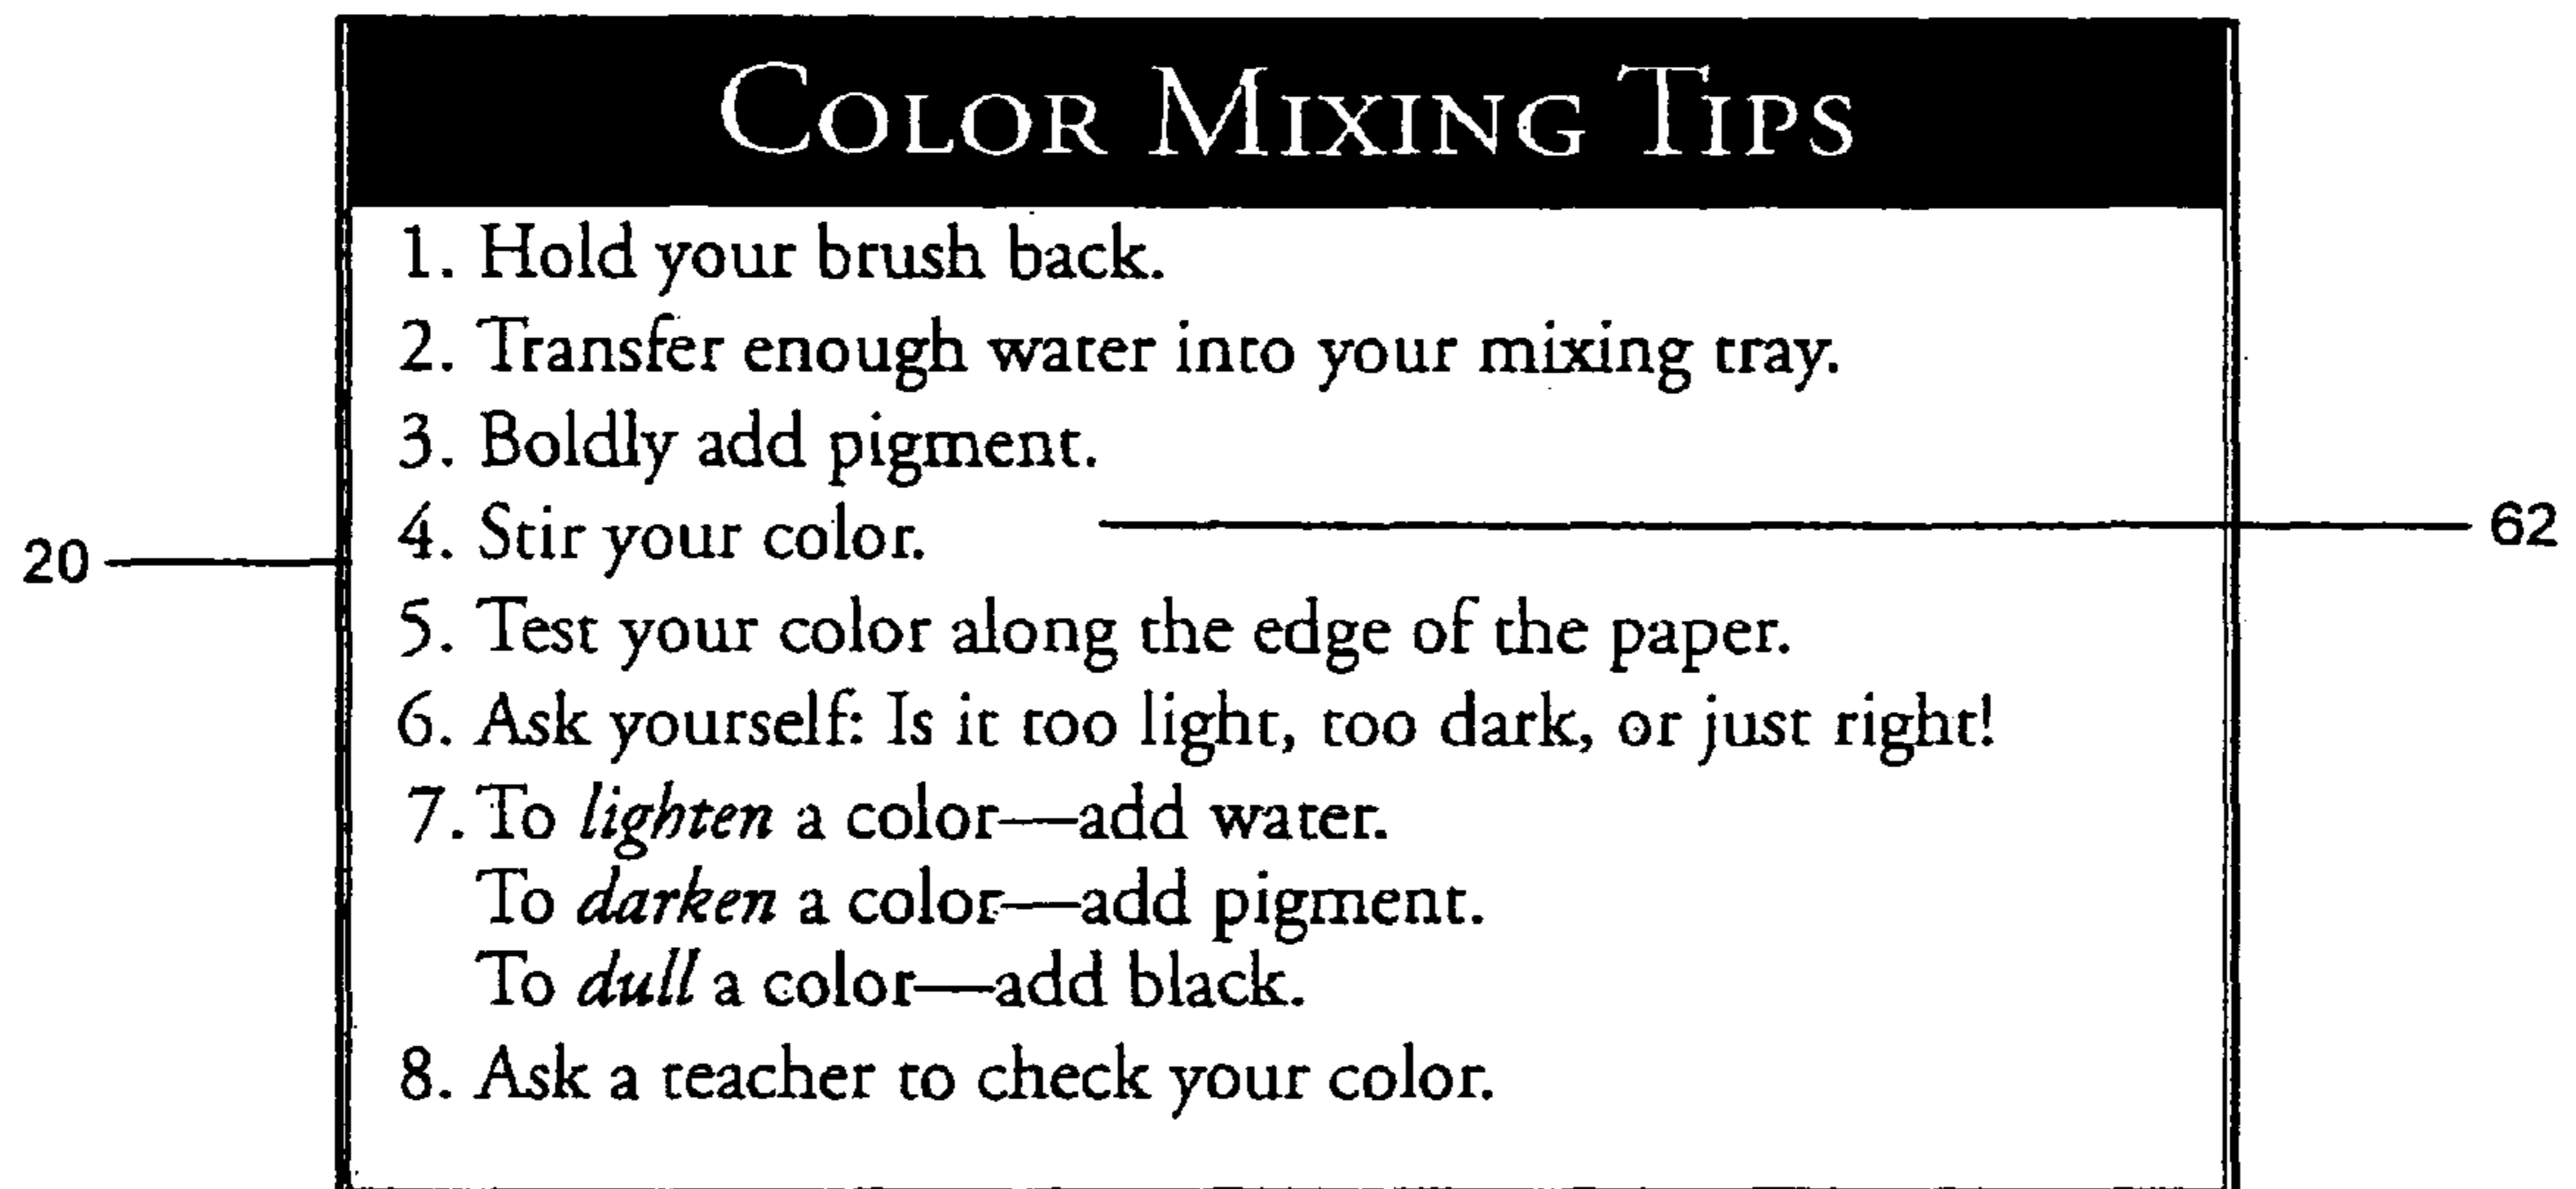 COLOR MIXING TIPS
1. Hold your brush back.
2. Transfer enough water into your mixing tray.
3. Boldly add pigment.
4. Stir your color.
62
20
5. Test your color along the edge of the paper.
6. Ask yourself: Is it too light, too dark, or just right!
7. To lighten a color—add water.
To darken a color—add pigment.
To dull a color—add black.
8. Ask a teacher to check your color.